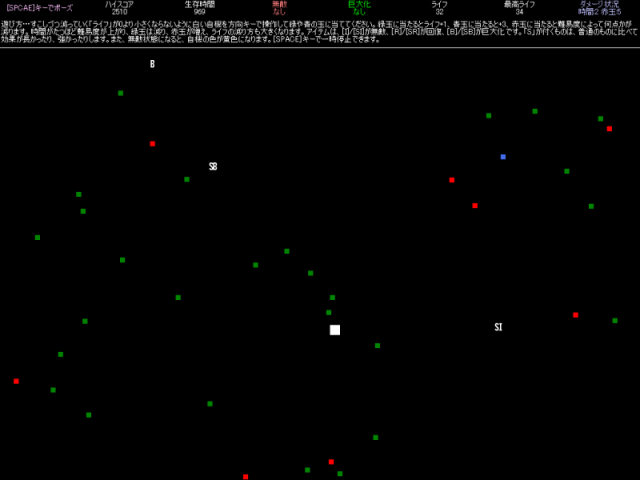 [SPCAE]キーでポーズ ハイスコア 生存時間 無敵 巨大化 ライフ 最高ライフ ダメージ状況
2510 969 なし なし 32 34 時間:2 赤玉:5
遊び方…すこしづつ減っていく「ライフ」が0より小さくならないように白い自機を方向キーで操作して緑や青の玉に当ててください。緑玉に当たるとライフ+1、青玉に当たると+3、赤玉に当たると難易度によって何点かが
減ります。時間がたつほど難易度が上がり、緑玉は減り、赤玉が増え、ライフの減り方も大きくなります。アイテムは、[I]/[SI]が無敵、[R]/[SR]が回復、[B]/[SB]が巨大化です。「S」が付くものは、普通のものに比べて
効果が長かったり、強かったりします。また、無敵状態になると、自機の色が黄色になります。[SPACE]キーで一時停止できます。
B
SB
SI